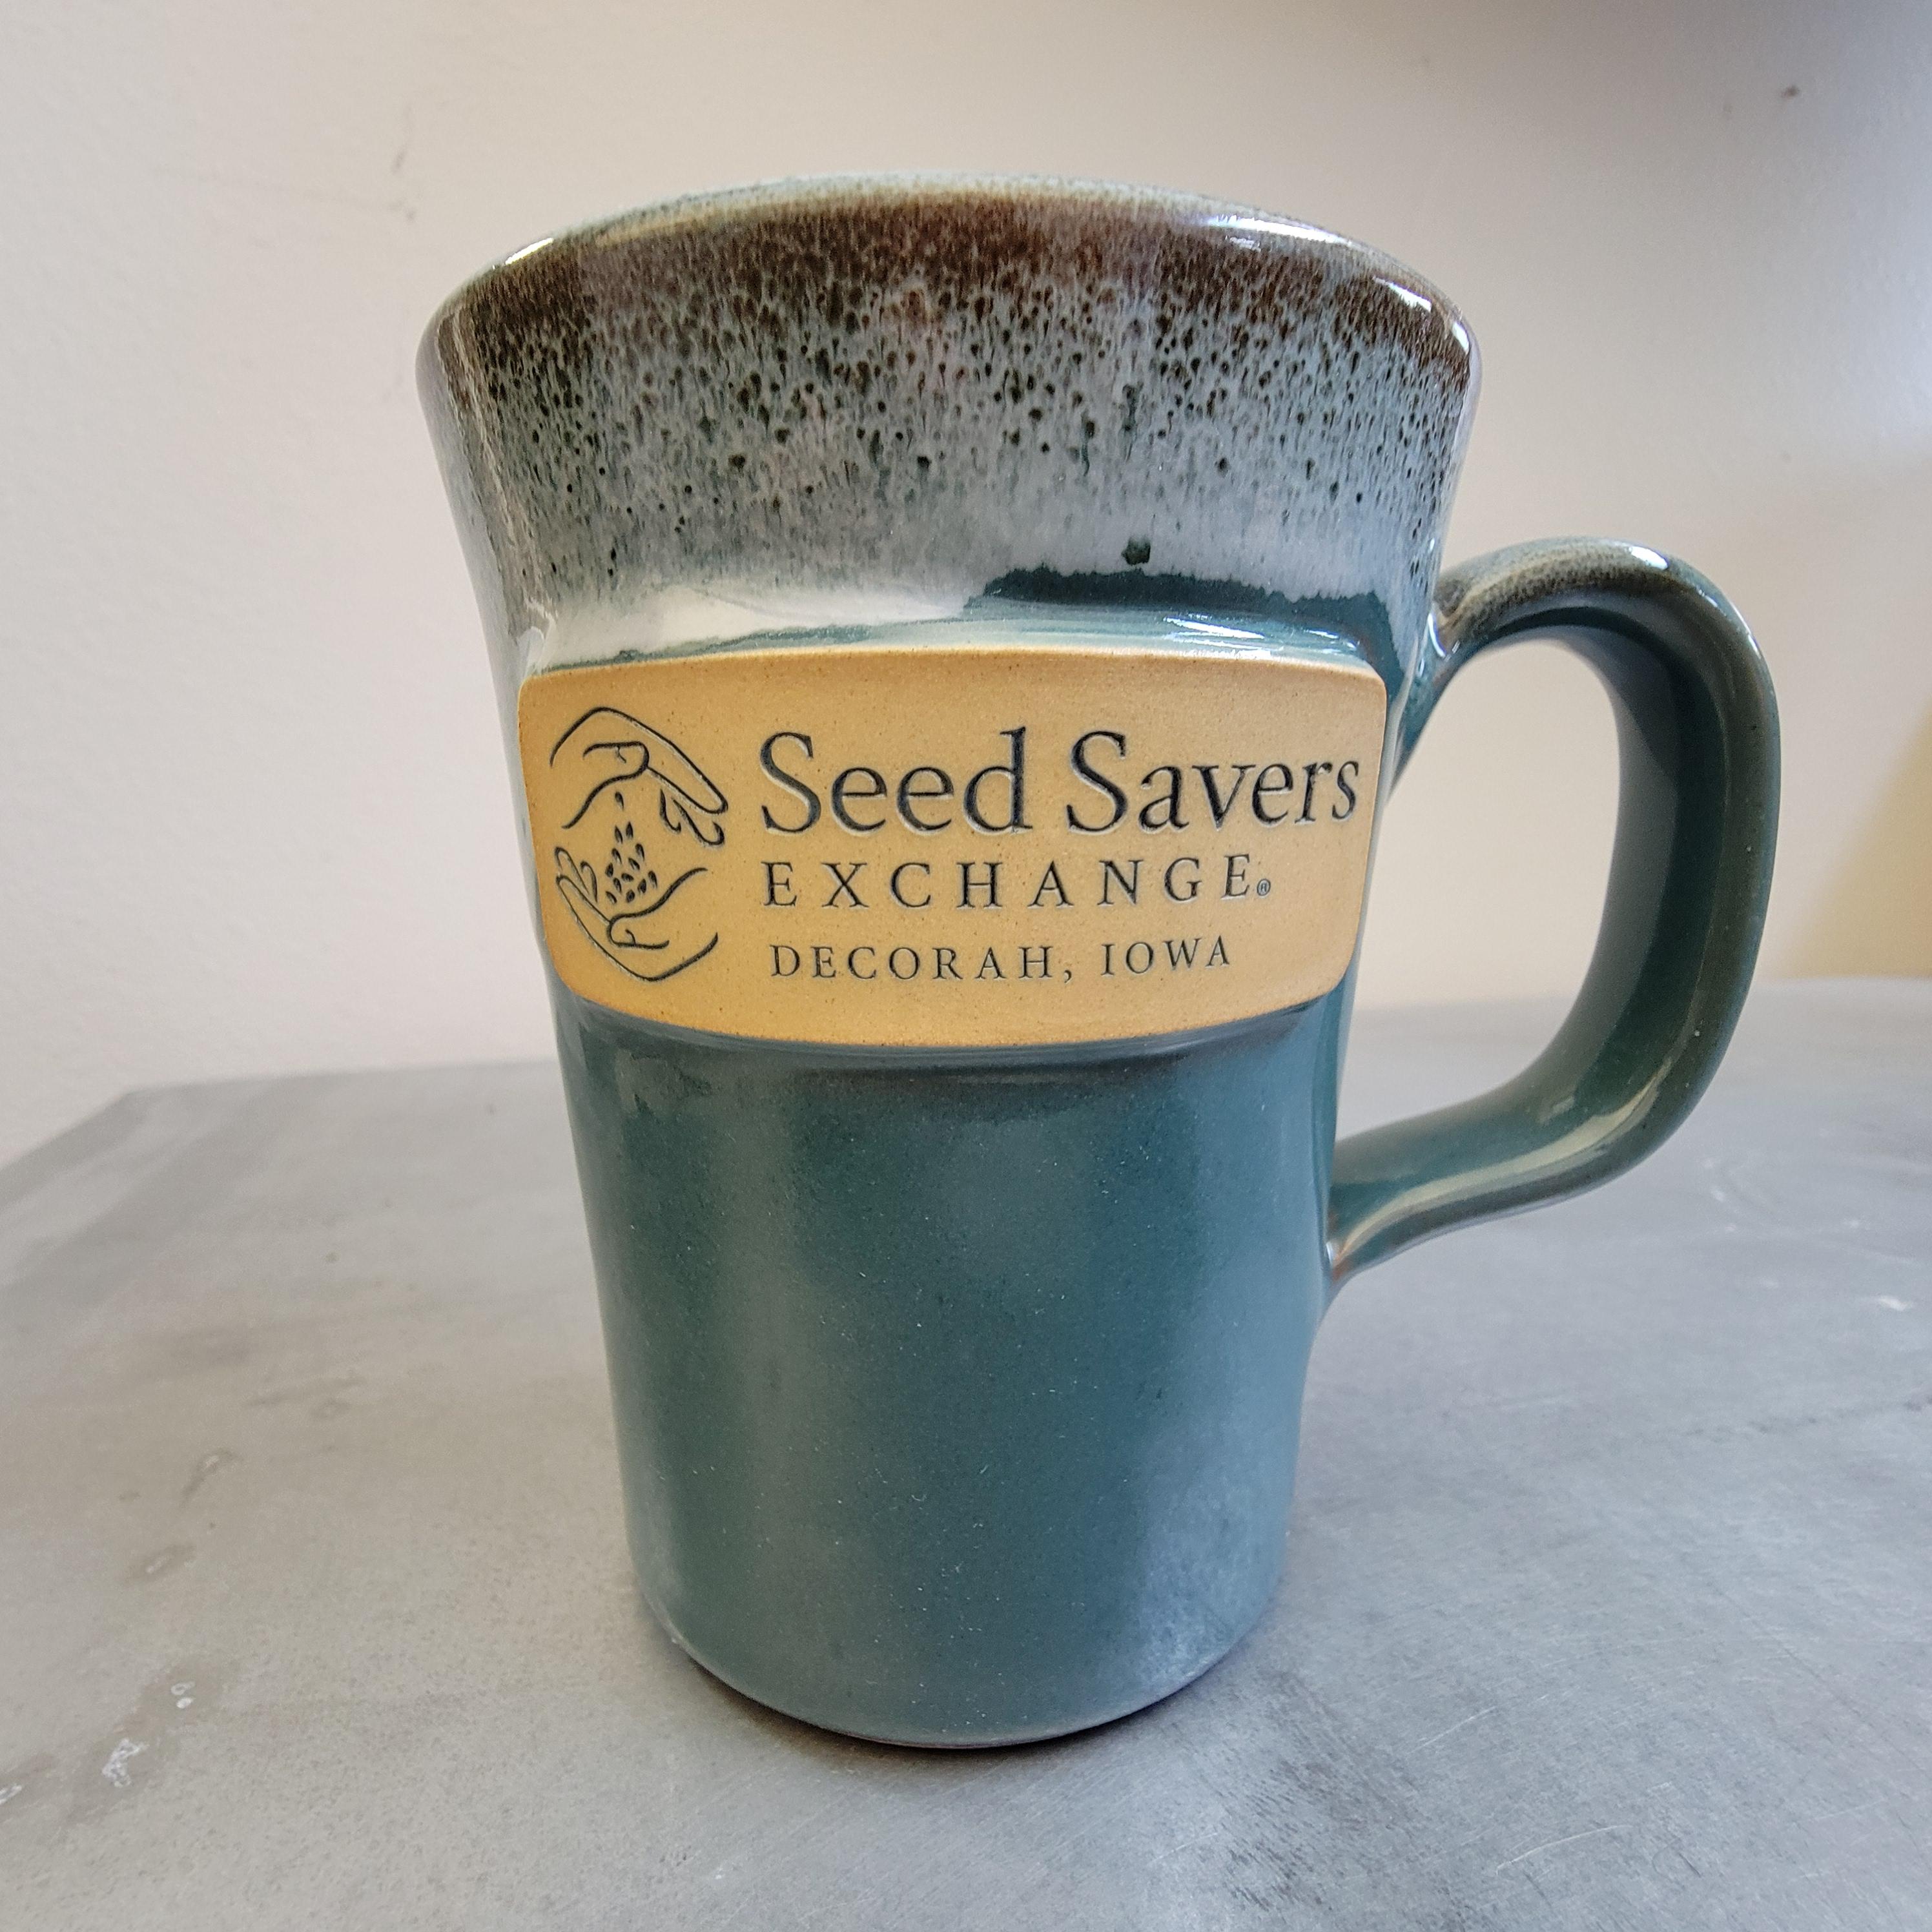 Seed Savers
EXCHANGE®
DECORAH, IOWA